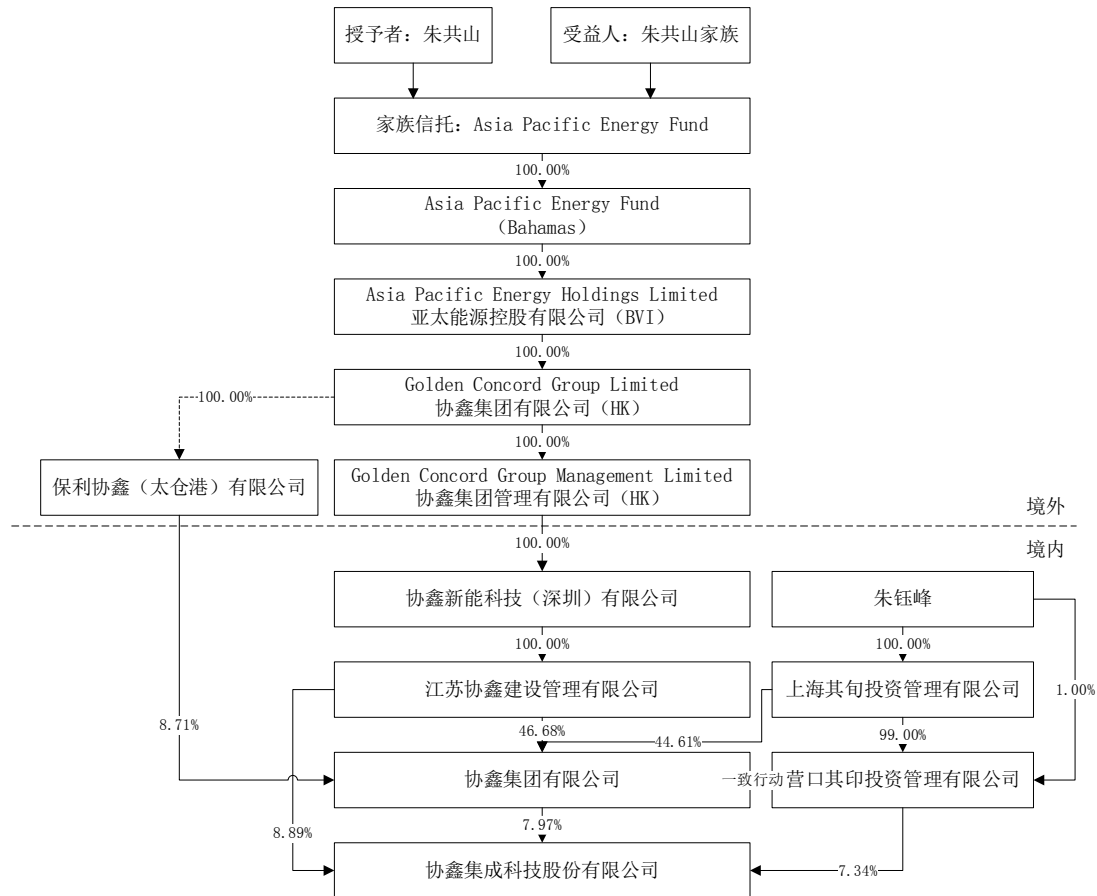 授予者：朱共山
受益人：朱共山家族
家族信托：Asia Pacific Energy Fund
100.00%
Asia Pacific Energy Fund
（Bahamas）
100.00%
Asia Pacific Energy Holdings Limited
亚太能源控股有限公司（BVI）
100.00%
Golden Concord Group Limited
协鑫集团有限公司（HK）
100.00%
100.00%
保利协鑫（太仓港）有限公司
Golden Concord Group Management Limited
协鑫集团管理有限公司（HK）
境外
100.00%
境内
协鑫新能科技（深圳）有限公司
朱钰峰
100.00%
100.00%
江苏协鑫建设管理有限公司
上海其旬投资管理有限公司
1.00%
8.71%
46.68%
44.61%
99.00%
协鑫集团有限公司
一致行动
营口其印投资管理有限公司
8.89%
7.97%
7.34%
协鑫集成科技股份有限公司